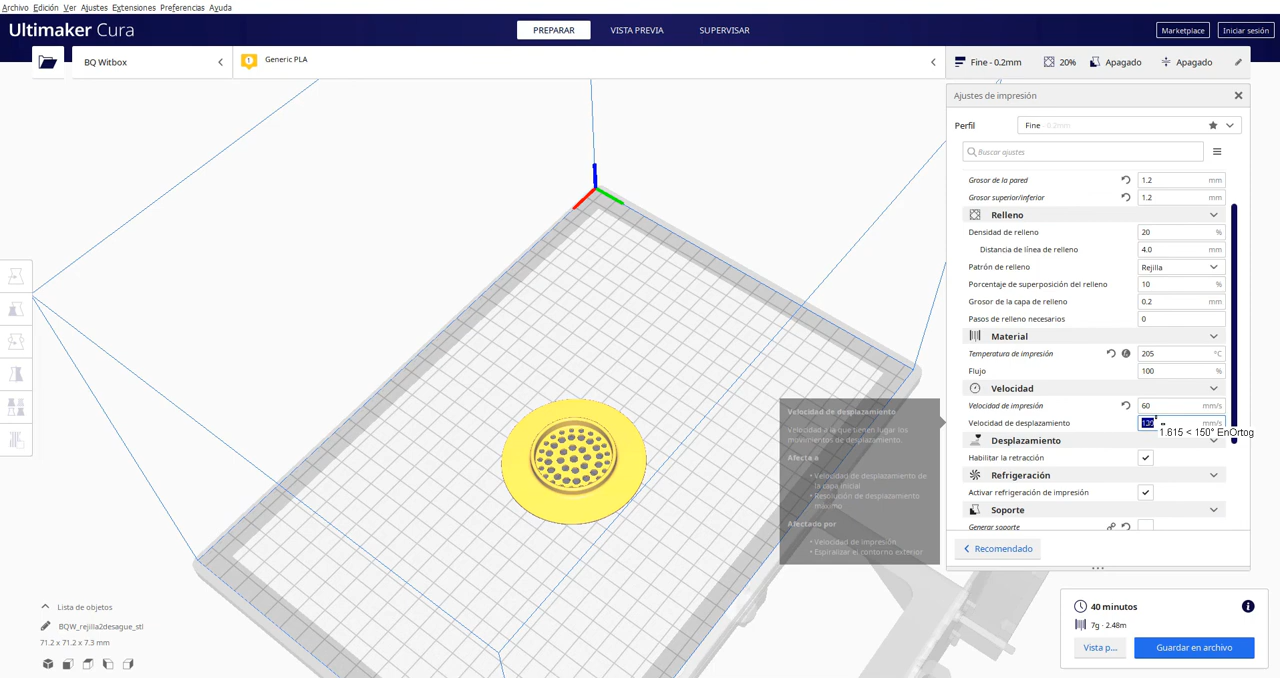 Archivo Edición Ver Ajustes Extensiones Preferencias Ayuda
Ultimaker Cura
PREPARAR
VISTA PREVIA
SUPERVISAR
Marketplace
Iniciar sesión
BQ Witbox
Generic PLA
Fine - 0.2mm
20%
Apagado
Apagado
Ajustes de impresión
Perfil
Fine - 0.2mm
Buscar ajustes
Grosor de la pared 1.2 mm
Grosor superior/inferior 1.2 mm
Relleno
Densidad de relleno 20 %
Distancia de línea de relleno 4.0 mm
Patrón de relleno Rejilla
Porcentaje de superposición del relleno 10 %
Grosor de la capa de relleno 0.2 mm
Pasos de relleno necesarios 0
Material
Temperatura de impresión 205 °C
Flujo 100 %
Velocidad
Velocidad de impresión 60 mm/s
Velocidad de desplazamiento mm/s
1.615 < 150° EnOrtog
Desplazamiento
Habilitar la retracción
Refrigeración
Activar refrigeración de impresión
Soporte
Generar soporte
Recomendado
Velocidad de desplazamiento
Velocidad a la que tienen lugar los
movimientos de desplazamiento.
Afecta a
• Velocidad de desplazamiento de
la capa inicial
• Resolución de desplazamiento
máximo
Afectado por
• Velocidad de impresión
• Espiralizar el contorno exterior
Lista de objetos
BQW_rejilla2desague_stl
71.2 x 71.2 x 7.3 mm
40 minutos
7g · 2.48m
Vista p...
Guardar en archivo